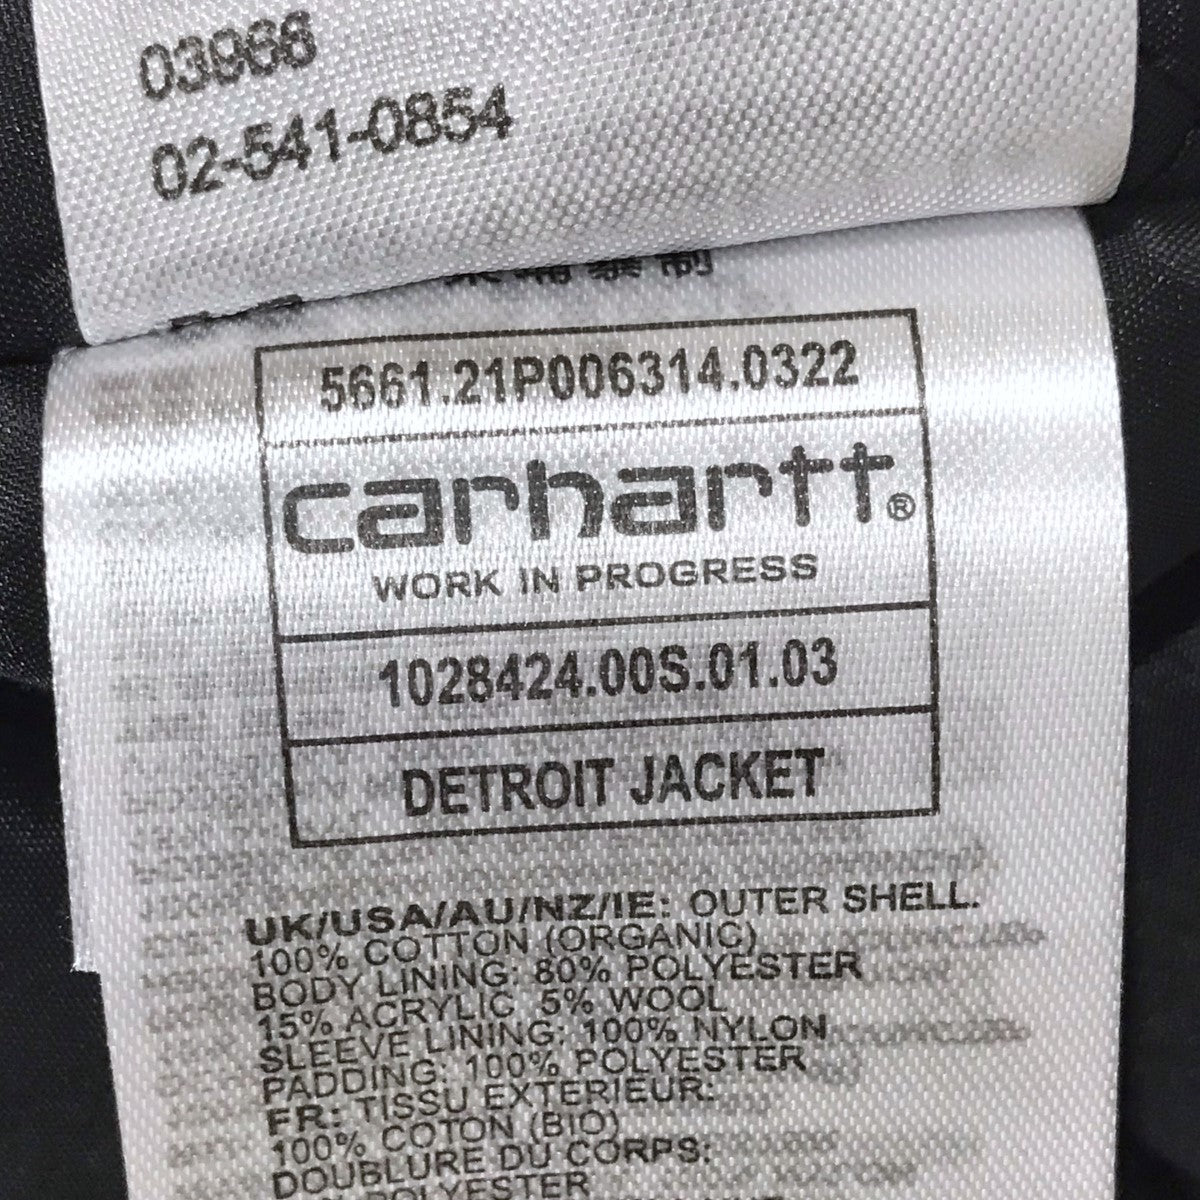 03966
02-541-0854
5661.21P006314.0322
carhartt®
WORK IN PROGRESS
1028424.00S.01.03
DETROIT JACKET
UK/USA/AU/NZ/IE: OUTER SHELL.
100% COTTON (ORGANIC)
BODY LINING: 80% POLYESTER
15% ACRYLIC, 5% WOOL
SLEEVE LINING: 100% NYLON
PADDING: 100% POLYESTER
FR: TISSU EXTERIEUR:
100% COTON (BIO)
DOUBLURE DU CORPS:
POLYESTER